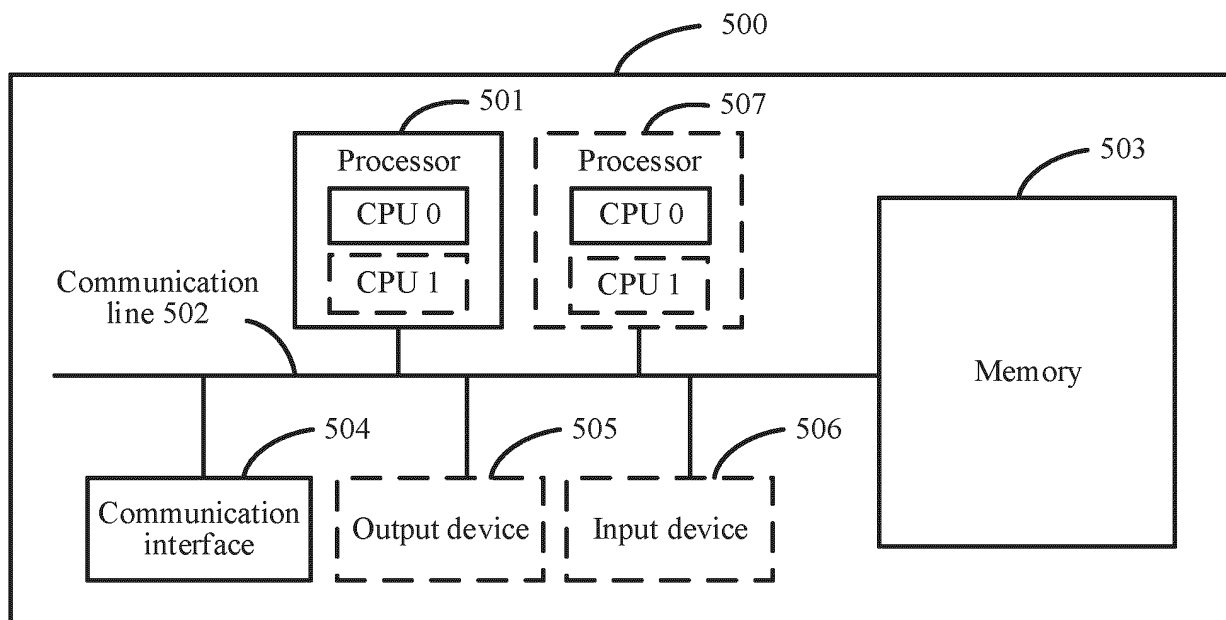 500
501
507
503
Processor
CPU 0
CPU 1
Processor
CPU 0
CPU 1
Communication
line 502
Memory
504
505
506
Communication
interface
Output device
Input device